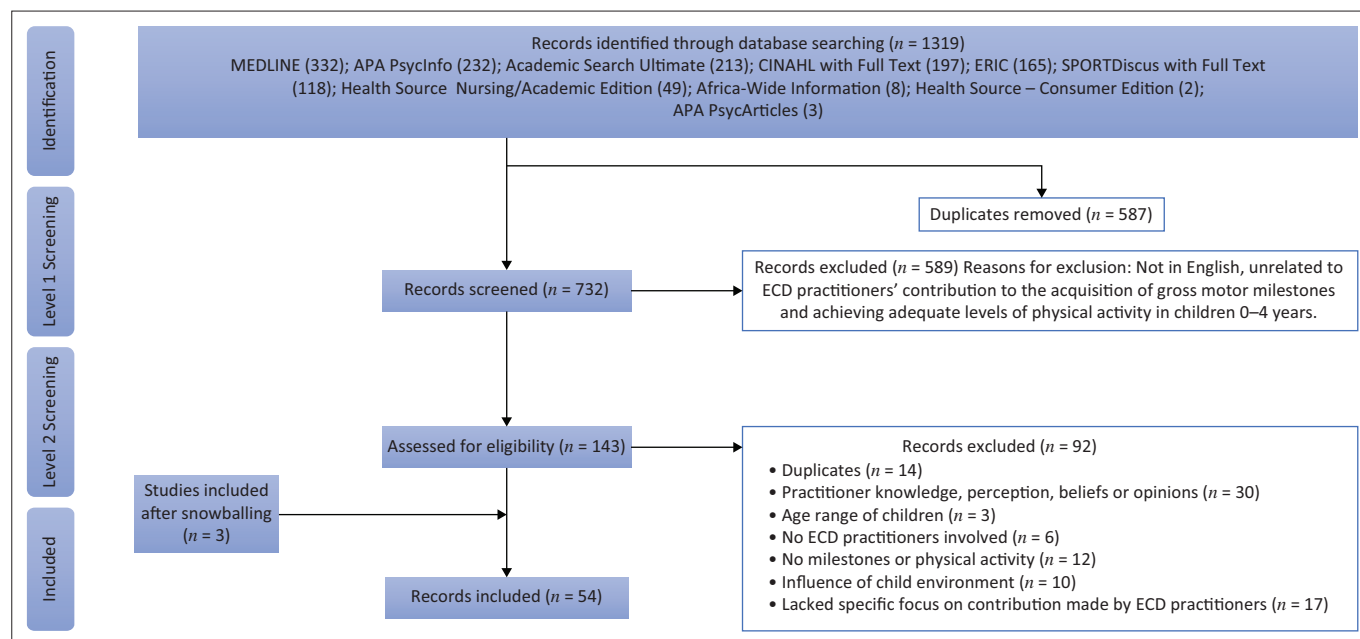 Identification
Records identified through database searching (n = 1319)
MEDLINE (332); APA PsycInfo (232); Academic Search Ultimate (213); CINAHL with Full Text (197); ERIC (165); SPORTDiscus with Full Text
(118); Health Source Nursing/Academic Edition (49); Africa-Wide Information (8); Health Source – Consumer Edition (2);
APA PsycArticles (3)
Duplicates removed (n = 587)
Level 1 Screening
Records screened (n = 732)
Records excluded (n = 589) Reasons for exclusion: Not in English, unrelated to
ECD practitioners’ contribution to the acquisition of gross motor milestones
and achieving adequate levels of physical activity in children 0–4 years.
Level 2 Screening
Assessed for eligibility (n = 143)
Records excluded (n = 92)
• Duplicates (n = 14)
• Practitioner knowledge, perception, beliefs or opinions (n = 30)
• Age range of children (n = 3)
• No ECD practitioners involved (n = 6)
• No milestones or physical activity (n = 12)
• Influence of child environment (n = 10)
• Lacked specific focus on contribution made by ECD practitioners (n = 17)
Studies included
after snowballing
(n = 3)
Included
Records included (n = 54)